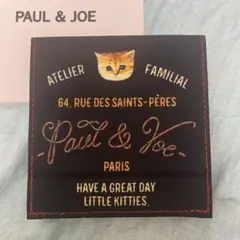 PAUL & JOE
ATELIER FAMILIAL
64, RUE DES SAINTS-PÈRES
Paul & Joe
PARIS
HAVE A GREAT DAY
LITTLE KITTIES.